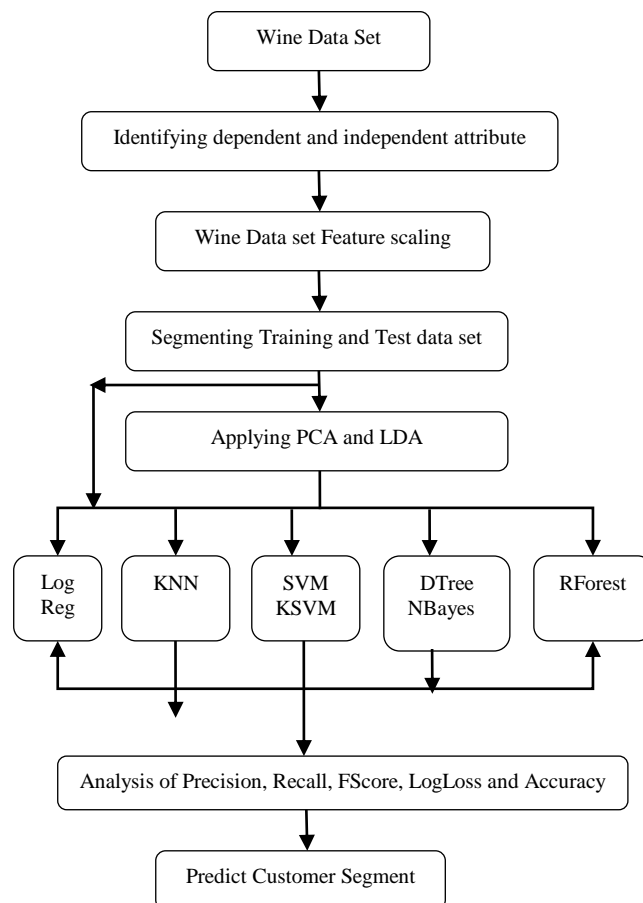 Wine Data Set
Identifying dependent and independent attribute
Wine Data set Feature scaling
Segmenting Training and Test data set
Applying PCA and LDA
Log
Reg
KNN
SVM
KSVM
DTree
NBayes
RForest
Analysis of Precision, Recall, FScore, LogLoss and Accuracy
Predict Customer Segment